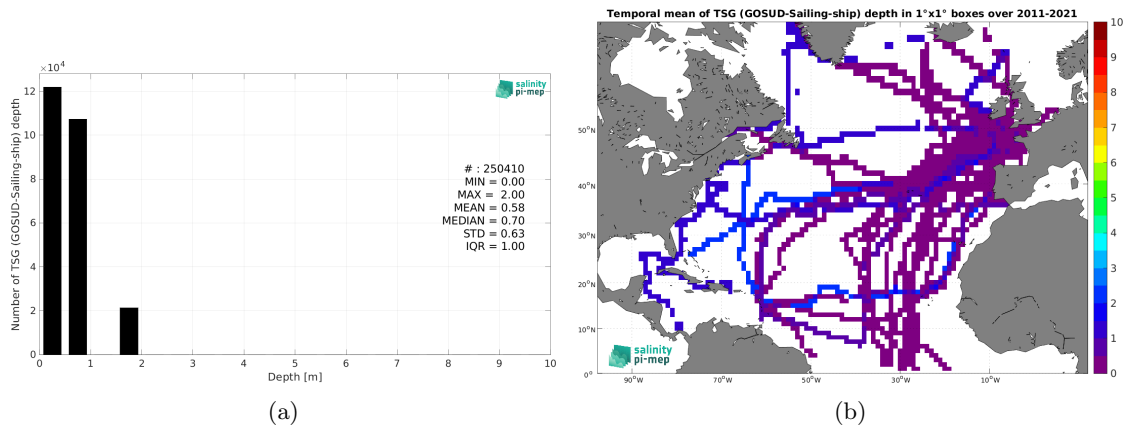 ×10⁴
12
10
8
6
4
2
0
Number of TSG (GOSUD-Sailing-ship) depth
0 1 2 3 4 5 6 7 8 9 10
Depth [m]
salinity
pi-mep
# : 250410
MIN = 0.00
MAX = 2.00
MEAN = 0.58
MEDIAN = 0.70
STD = 0.63
IQR = 1.00
(a)
Temporal mean of TSG (GOSUD-Sailing-ship) depth in 1°x1° boxes over 2011-2021
50°N
40°N
30°N
20°N
10°N
0°
90°W 70°W 50°W 30°W 10°W
salinity
pi-mep
10
9
8
7
6
5
4
3
2
1
0
(b)